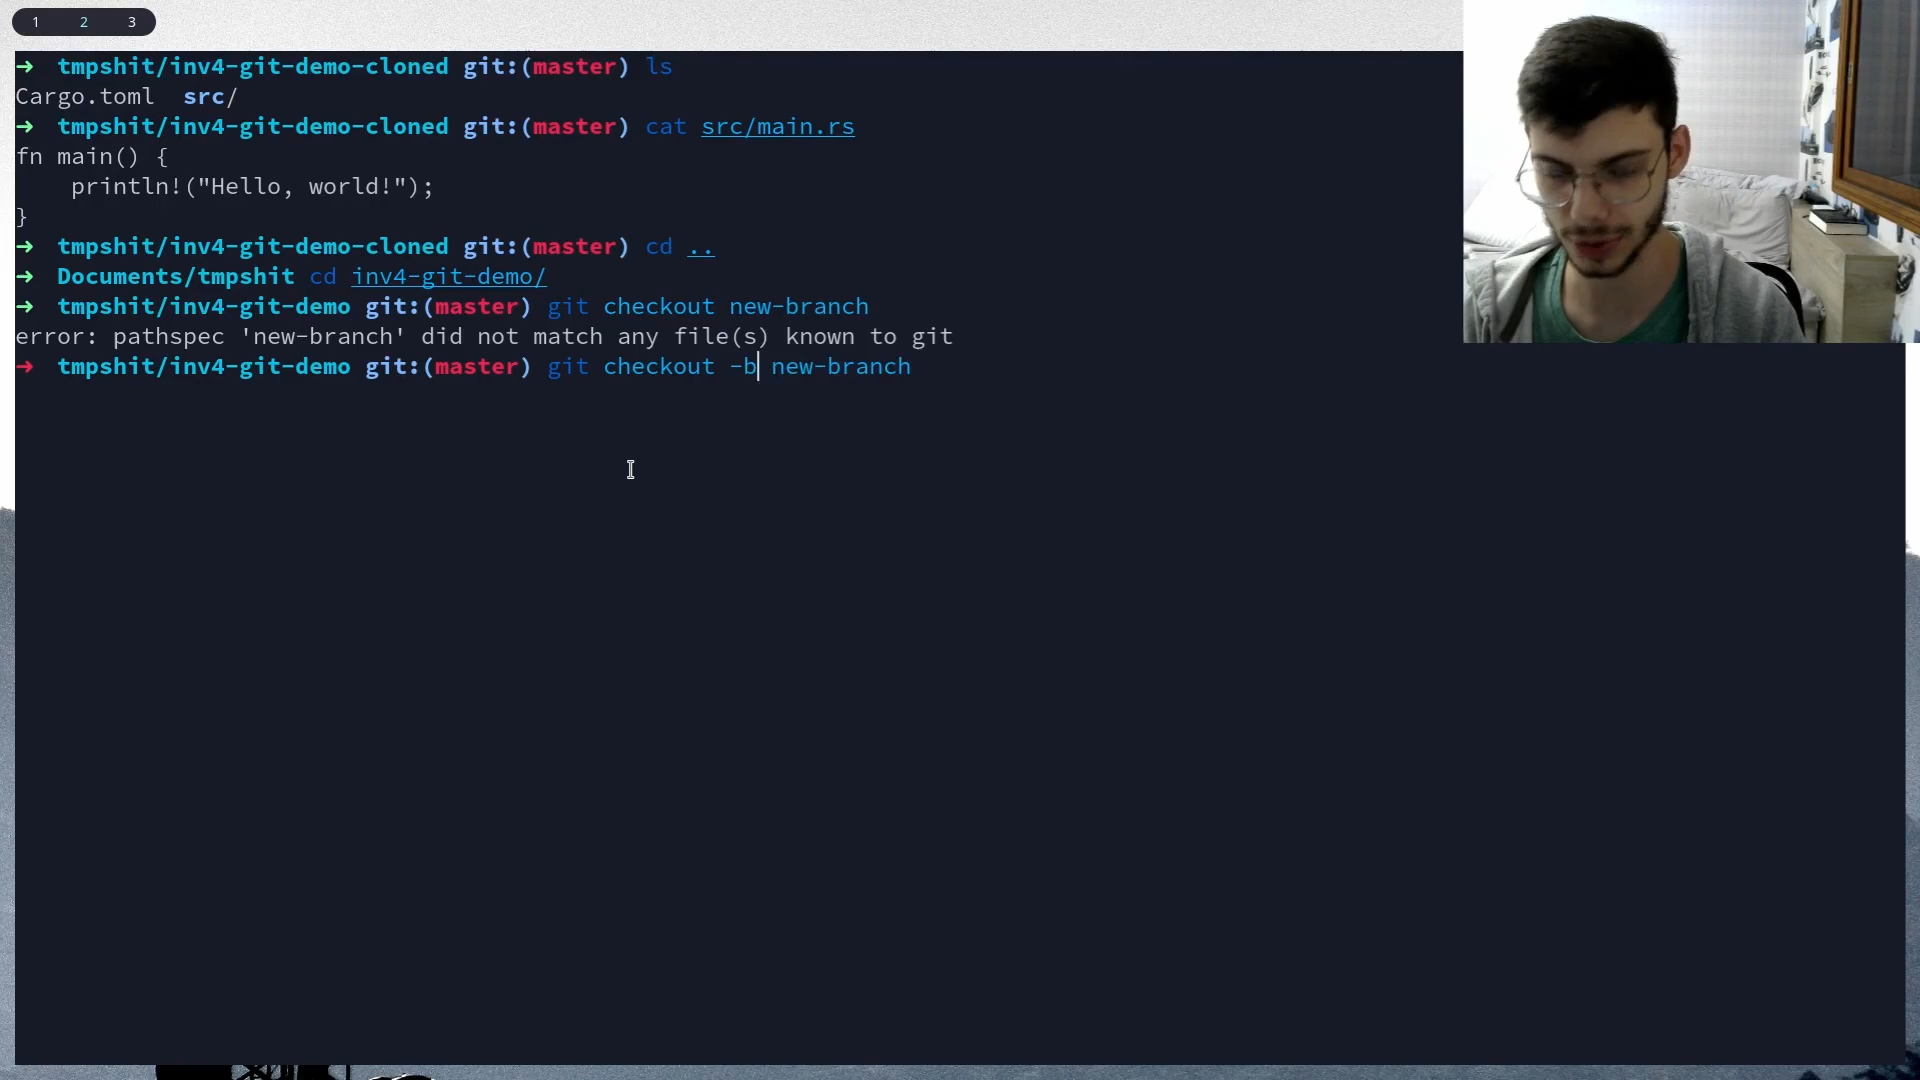 1 2 3
➜ tmpshit/inv4-git-demo-cloned git:(master) ls
Cargo.toml src/
➜ tmpshit/inv4-git-demo-cloned git:(master) cat src/main.rs
fn main() {
    println!("Hello, world!");
}
➜ tmpshit/inv4-git-demo-cloned git:(master) cd ..
➜ Documents/tmpshit cd inv4-git-demo/
➜ tmpshit/inv4-git-demo git:(master) git checkout new-branch
error: pathspec 'new-branch' did not match any file(s) known to git
➜ tmpshit/inv4-git-demo git:(master) git checkout -b new-branch